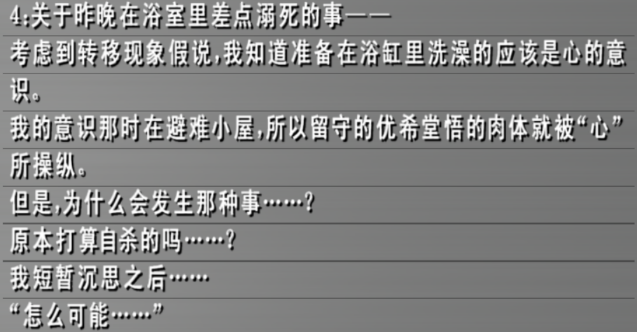 4:关于昨晚在浴室里差点溺死的事——
考虑到转移现象假说,我知道准备在浴缸里洗澡的应该是心的意
识。
我的意识那时在避难小屋,所以留守的优希堂悟的肉体就被“心”
所操纵。
但是,为什么会发生那种事……?
原本打算自杀的吗……?
我短暂沉思之后……
“怎么可能……”